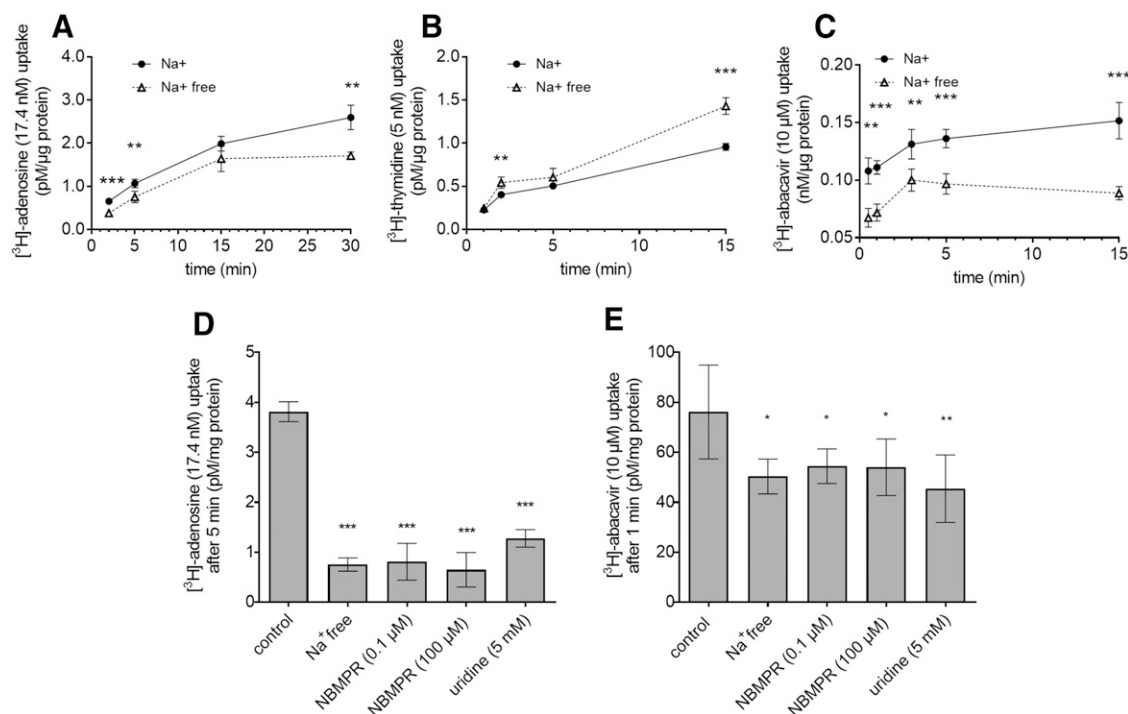 A
[³H]-adenosine (17.4 nM) uptake
(pM/µg protein)
4.0
3.0
2.0
1.0
0.0
Na+
Na+ free
***
**
**
0
5
10
15
20
25
30
time (min)
B
[³H]-thymidine (5 nM) uptake
(pM/µg protein)
2.0
1.5
1.0
0.5
0.0
Na+
Na+ free
**
***
0
5
10
15
time (min)
C
[³H]-abacavir (10 µM) uptake
(nM/µg protein)
0.20
0.15
0.10
0.05
Na+
Na+ free
**
***
**
***
***
0
5
10
15
time (min)
D
[³H]-adenosine (17.4 nM) uptake
after 5 min (pM/mg protein)
5
4
3
2
1
0
***
***
***
***
control
Na⁺ free
NBMPR (0.1 µM)
NBMPR (100 µM)
uridine (5 mM)
E
[³H]-abacavir (10 µM) uptake
after 1 min (pM/mg protein)
100
80
60
40
20
0
*
*
*
**
control
Na⁺ free
NBMPR (0.1 µM)
NBMPR (100 µM)
uridine (5 mM)